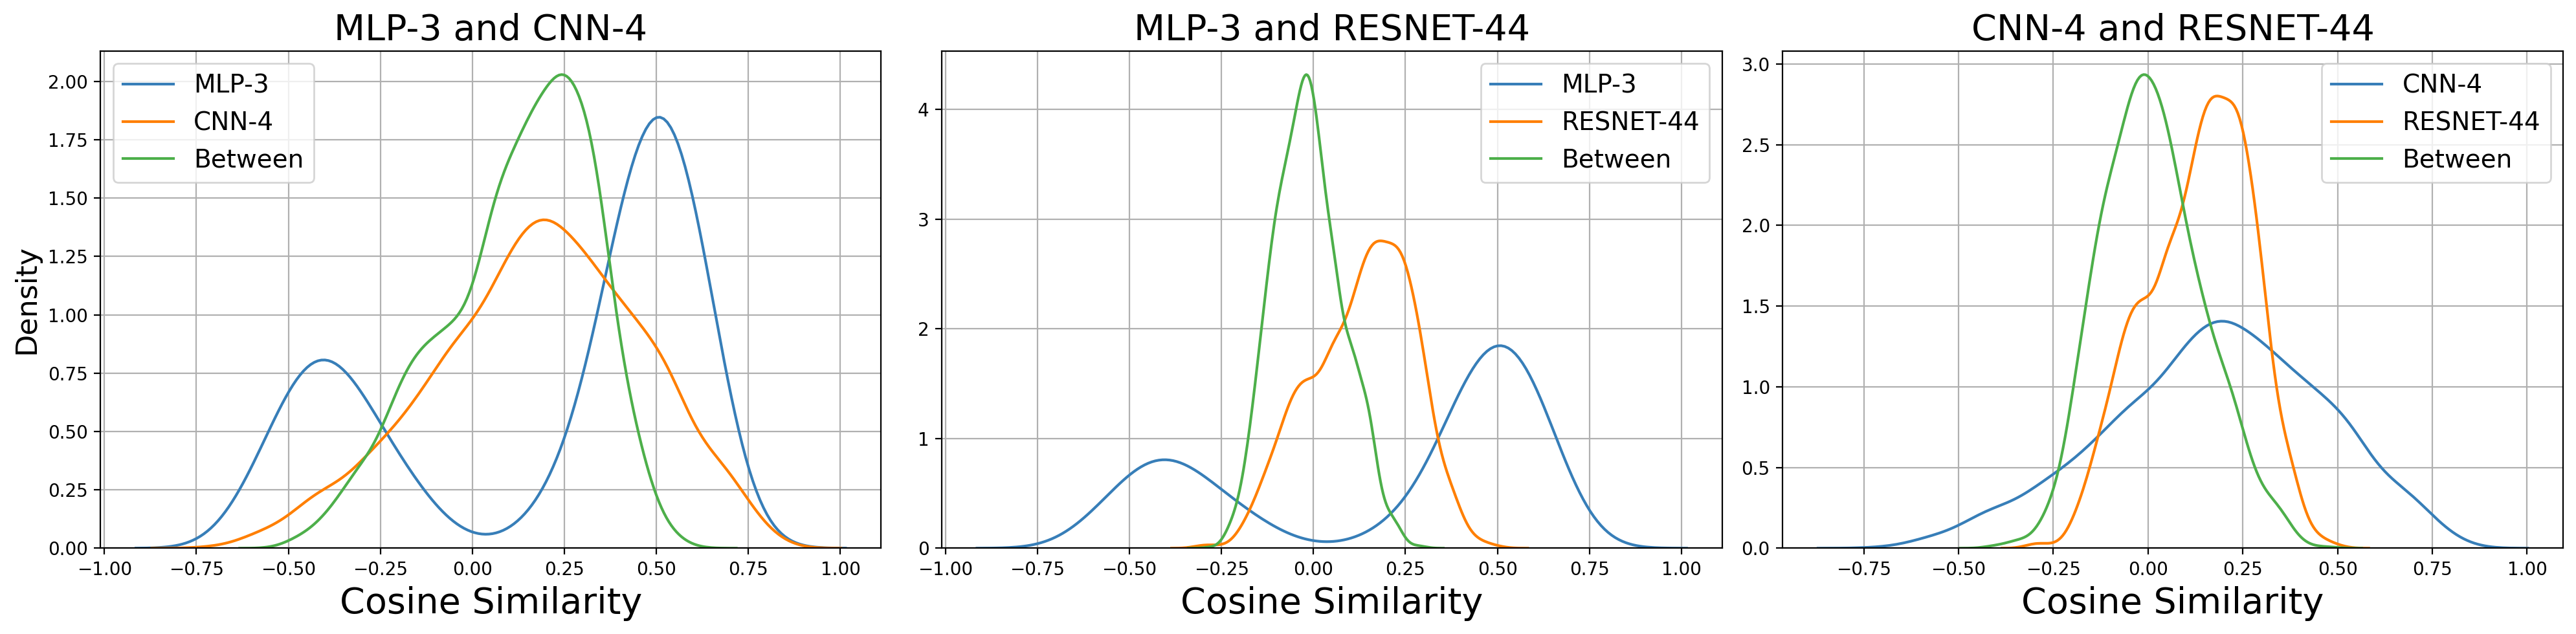 MLP-3 and CNN-4
MLP-3
CNN-4
Between
Density
2.00
1.75
1.50
1.25
1.00
0.75
0.50
0.25
0.00
−1.00 −0.75 −0.50 −0.25 0.00 0.25 0.50 0.75 1.00
Cosine Similarity
MLP-3 and RESNET-44
MLP-3
RESNET-44
Between
4
3
2
1
0
−1.00 −0.75 −0.50 −0.25 0.00 0.25 0.50 0.75 1.00
Cosine Similarity
CNN-4 and RESNET-44
CNN-4
RESNET-44
Between
3.0
2.5
2.0
1.5
1.0
0.5
0.0
−0.75 −0.50 −0.25 0.00 0.25 0.50 0.75 1.00
Cosine Similarity